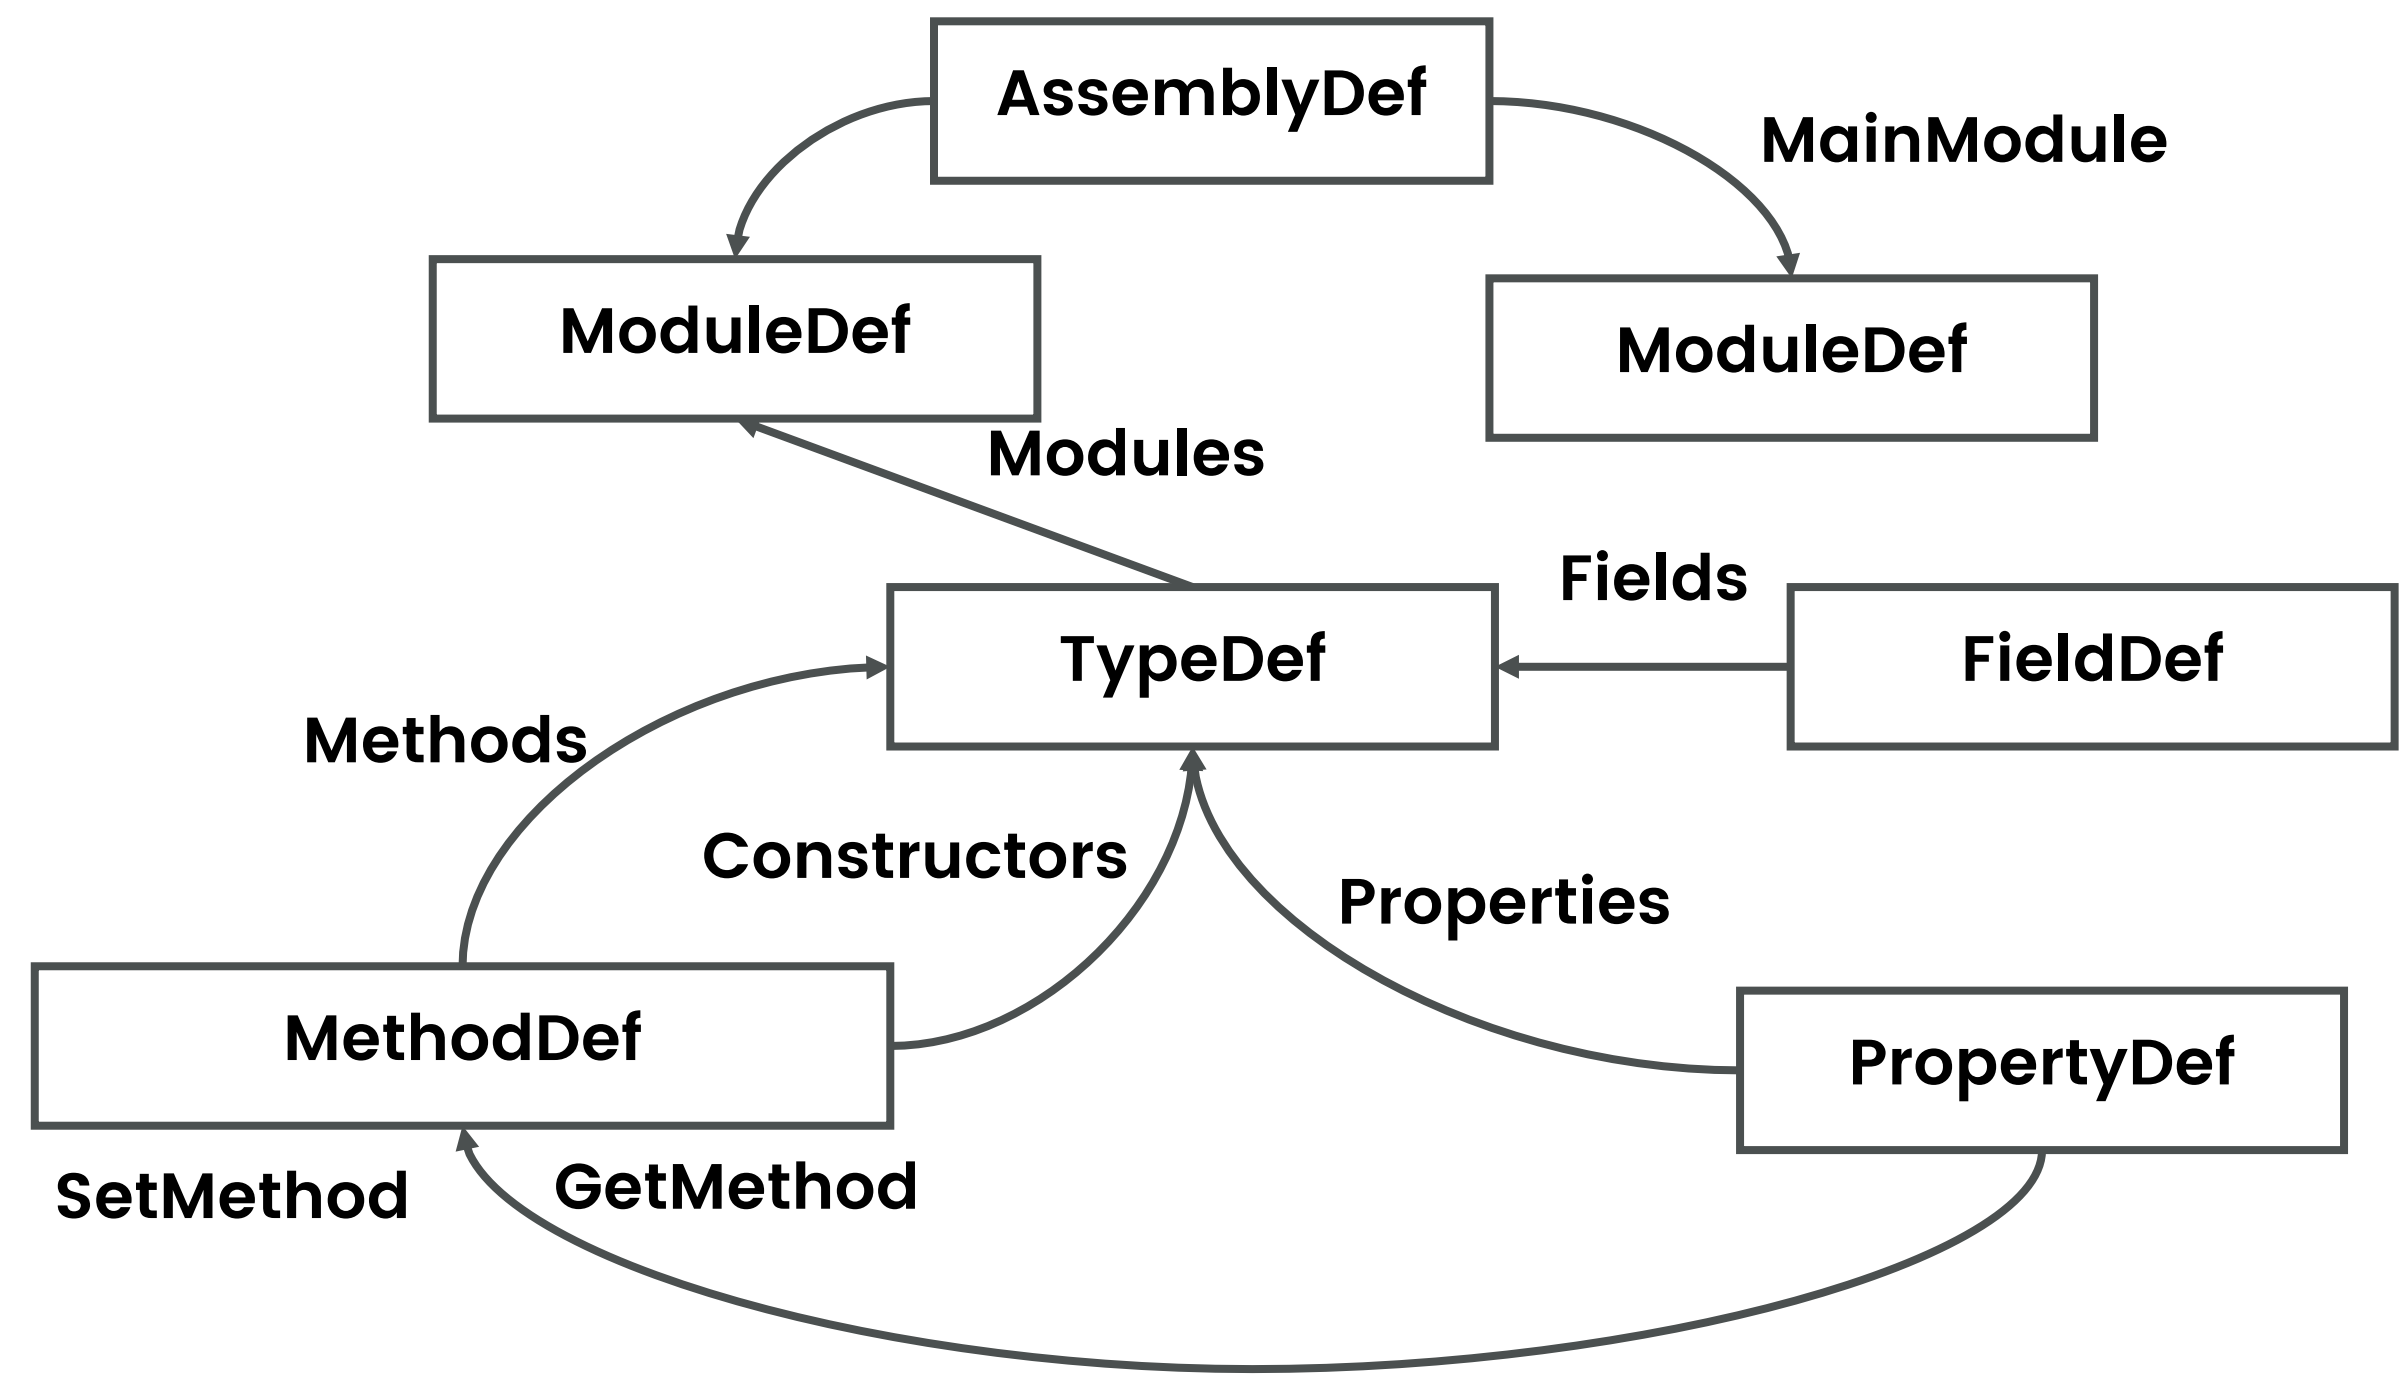 AssemblyDef
MainModule
ModuleDef
ModuleDef
Modules
Fields
TypeDef
FieldDef
Methods
Constructors
Properties
MethodDef
PropertyDef
SetMethod
GetMethod